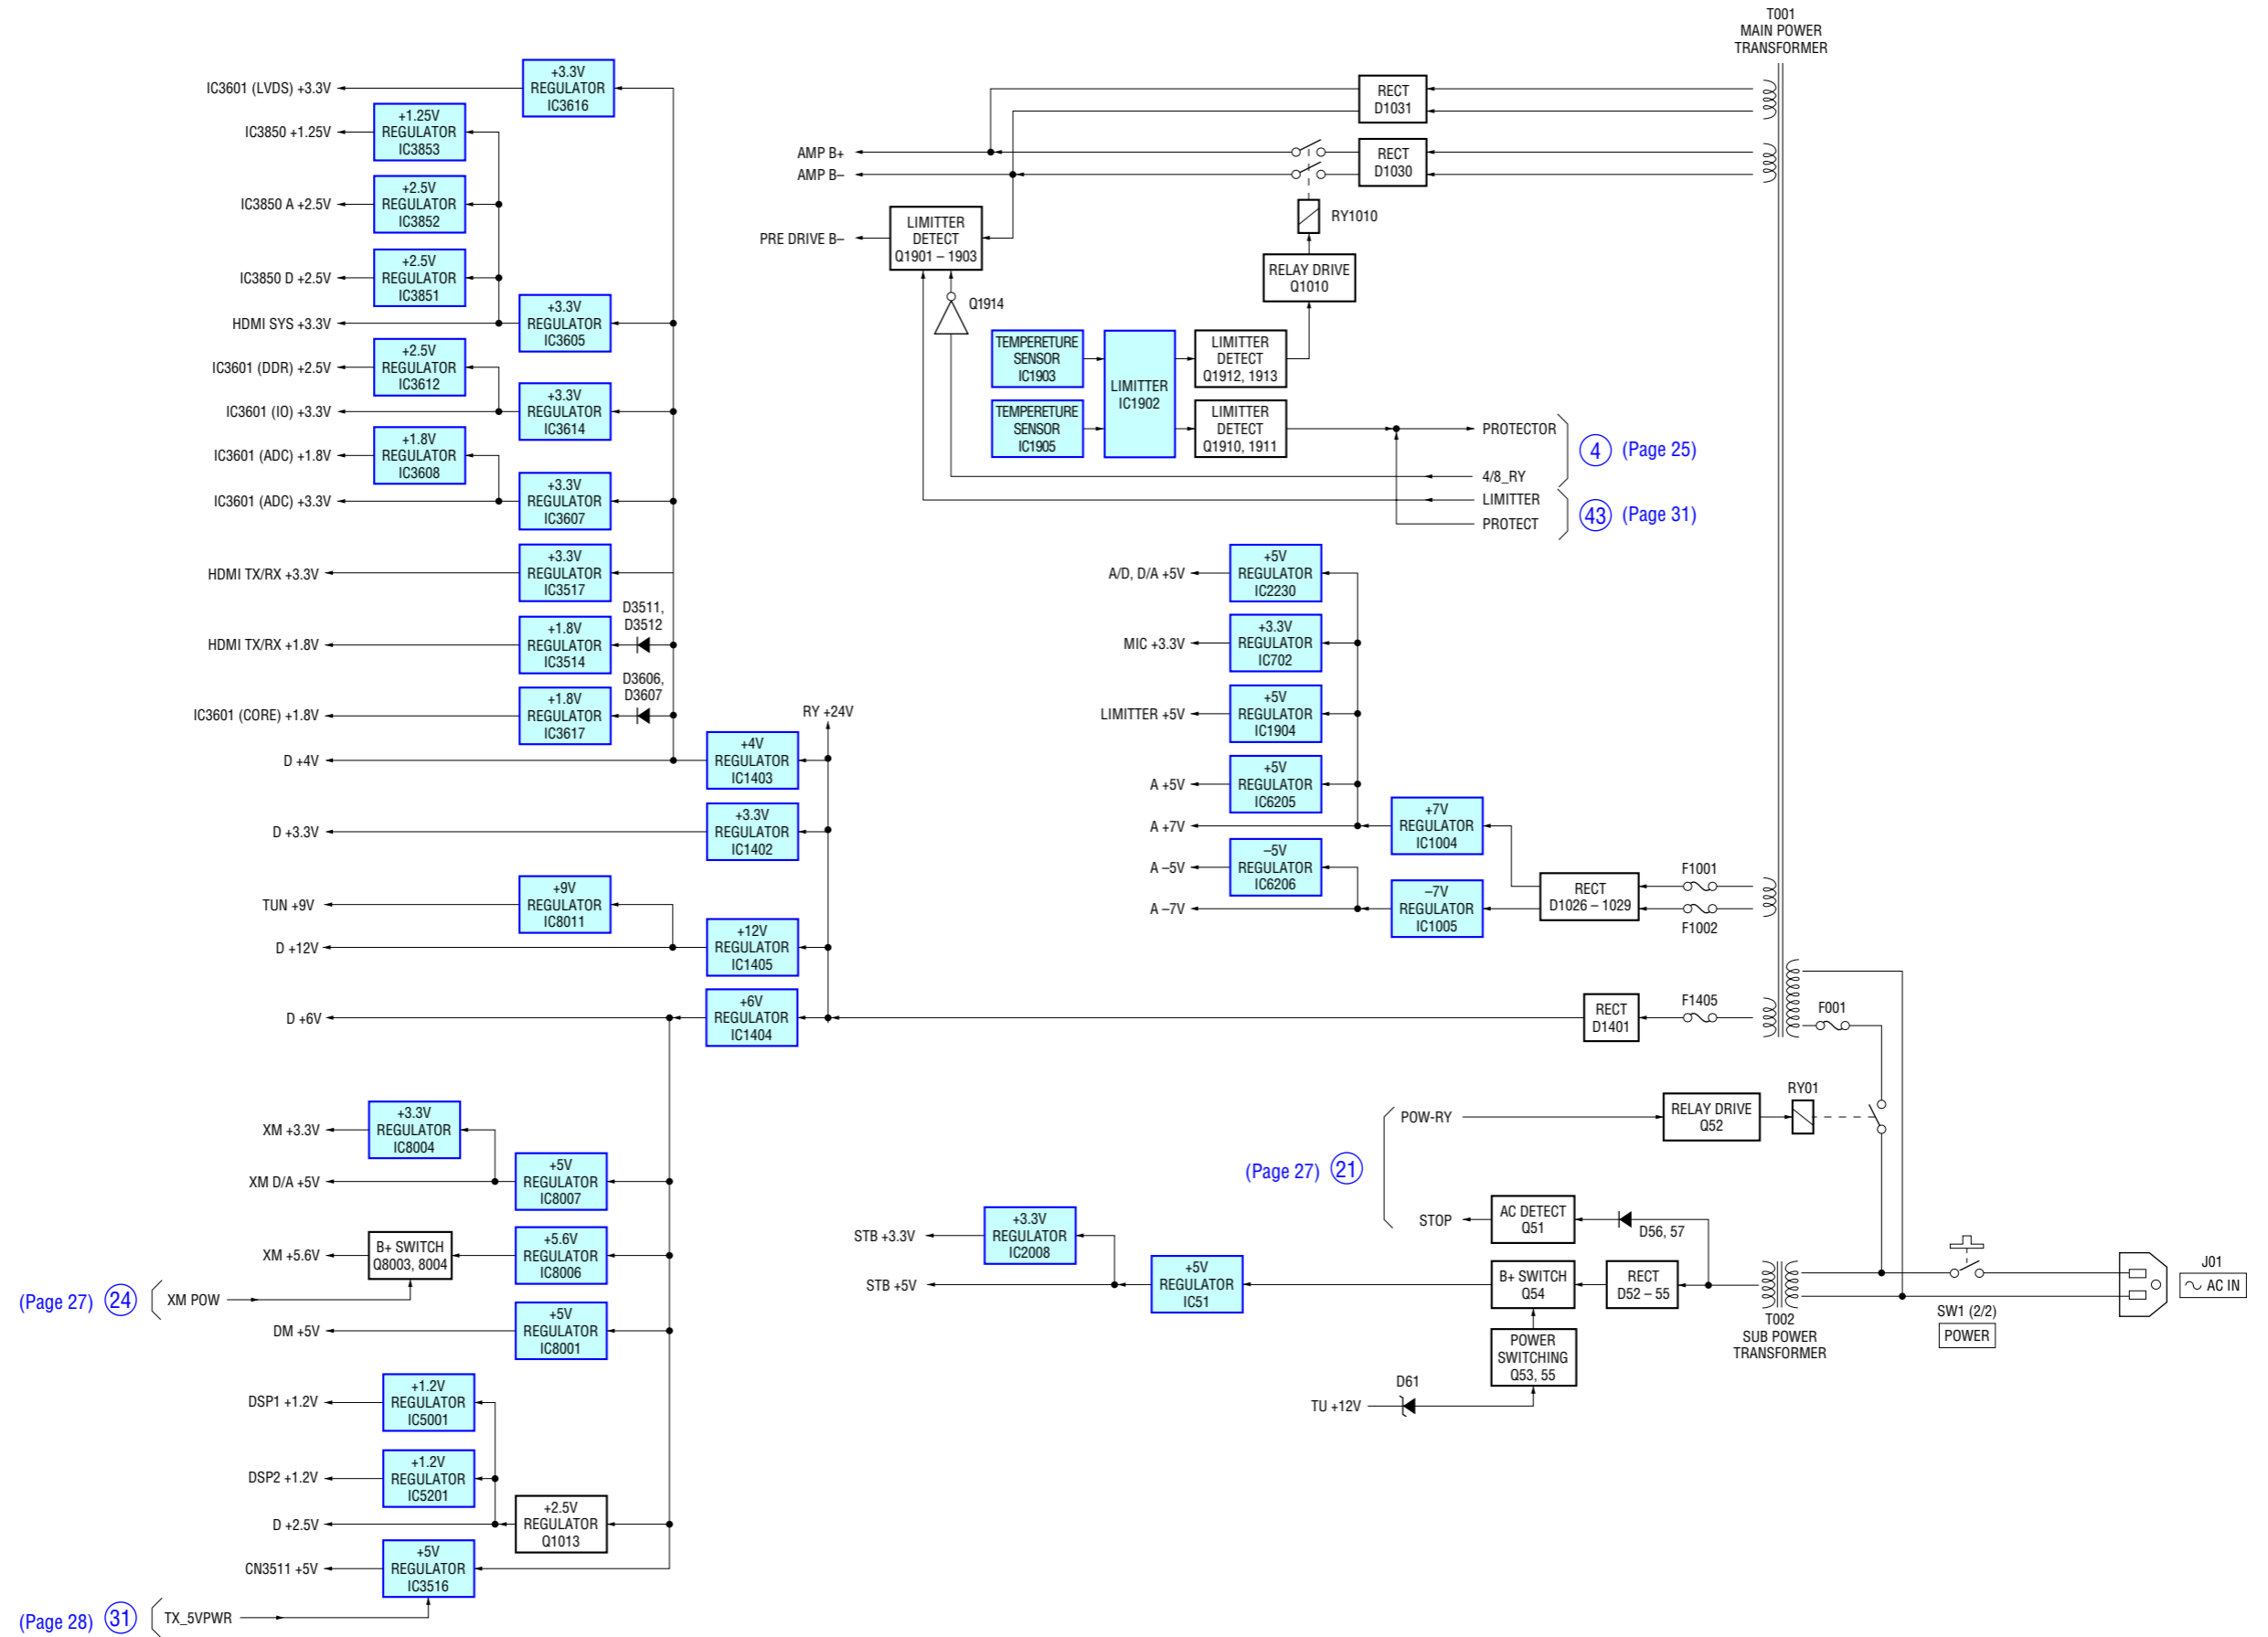 T001
MAIN POWER
TRANSFORMER
IC3601 (LVDS) +3.3V
+3.3V
REGULATOR
IC3616
IC3850 +1.25V
+1.25V
REGULATOR
IC3853
IC3850 A +2.5V
+2.5V
REGULATOR
IC3852
IC3850 D +2.5V
+2.5V
REGULATOR
IC3851
HDMI SYS +3.3V
+3.3V
REGULATOR
IC3605
IC3601 (DDR) +2.5V
+2.5V
REGULATOR
IC3612
IC3601 (IO) +3.3V
+3.3V
REGULATOR
IC3614
IC3601 (ADC) +1.8V
+1.8V
REGULATOR
IC3608
IC3601 (ADC) +3.3V
+3.3V
REGULATOR
IC3607
HDMI TX/RX +3.3V
+3.3V
REGULATOR
IC3517
HDMI TX/RX +1.8V
+1.8V
REGULATOR
IC3514
D3511,
D3512
IC3601 (CORE) +1.8V
+1.8V
REGULATOR
IC3617
D3606,
D3607
RY +24V
D +4V
+4V
REGULATOR
IC1403
D +3.3V
+3.3V
REGULATOR
IC1402
TUN +9V
+9V
REGULATOR
IC8011
D +12V
+12V
REGULATOR
IC1405
D +6V
+6V
REGULATOR
IC1404
XM +3.3V
+3.3V
REGULATOR
IC8004
XM D/A +5V
+5V
REGULATOR
IC8007
XM +5.6V
B+ SWITCH
Q8003, 8004
+5.6V
REGULATOR
IC8006
(Page 27) 24
XM POW
DM +5V
+5V
REGULATOR
IC8001
DSP1 +1.2V
+1.2V
REGULATOR
IC5001
DSP2 +1.2V
+1.2V
REGULATOR
IC5201
D +2.5V
+2.5V
REGULATOR
Q1013
CN3511 +5V
+5V
REGULATOR
IC3516
(Page 28) 31
TX_5VPWR
RECT
D1031
AMP B+
AMP B–
RECT
D1030
PRE DRIVE B–
LIMITTER
DETECT
Q1901 – 1903
RY1010
RELAY DRIVE
Q1010
Q1914
TEMPERETURE
SENSOR
IC1903
LIMITTER
IC1902
LIMITTER
DETECT
Q1912, 1913
TEMPERETURE
SENSOR
IC1905
LIMITTER
DETECT
Q1910, 1911
PROTECTOR
4 (Page 25)
4/8_RY
LIMITTER
43 (Page 31)
PROTECT
A/D, D/A +5V
+5V
REGULATOR
IC2230
MIC +3.3V
+3.3V
REGULATOR
IC702
LIMITTER +5V
+5V
REGULATOR
IC1904
A +5V
+5V
REGULATOR
IC6205
A +7V
+7V
REGULATOR
IC1004
A –5V
–5V
REGULATOR
IC6206
A –7V
–7V
REGULATOR
IC1005
RECT
D1026 – 1029
F1001
F1002
RECT
D1401
F1405
F001
POW-RY
RELAY DRIVE
Q52
RY01
(Page 27) 21
STOP
AC DETECT
Q51
D56, 57
STB +3.3V
+3.3V
REGULATOR
IC2008
STB +5V
+5V
REGULATOR
IC51
B+ SWITCH
Q54
RECT
D52 – 55
T002
SUB POWER
TRANSFORMER
POWER
SWITCHING
Q53, 55
TU +12V
D61
SW1 (2/2)
POWER
J01
AC IN